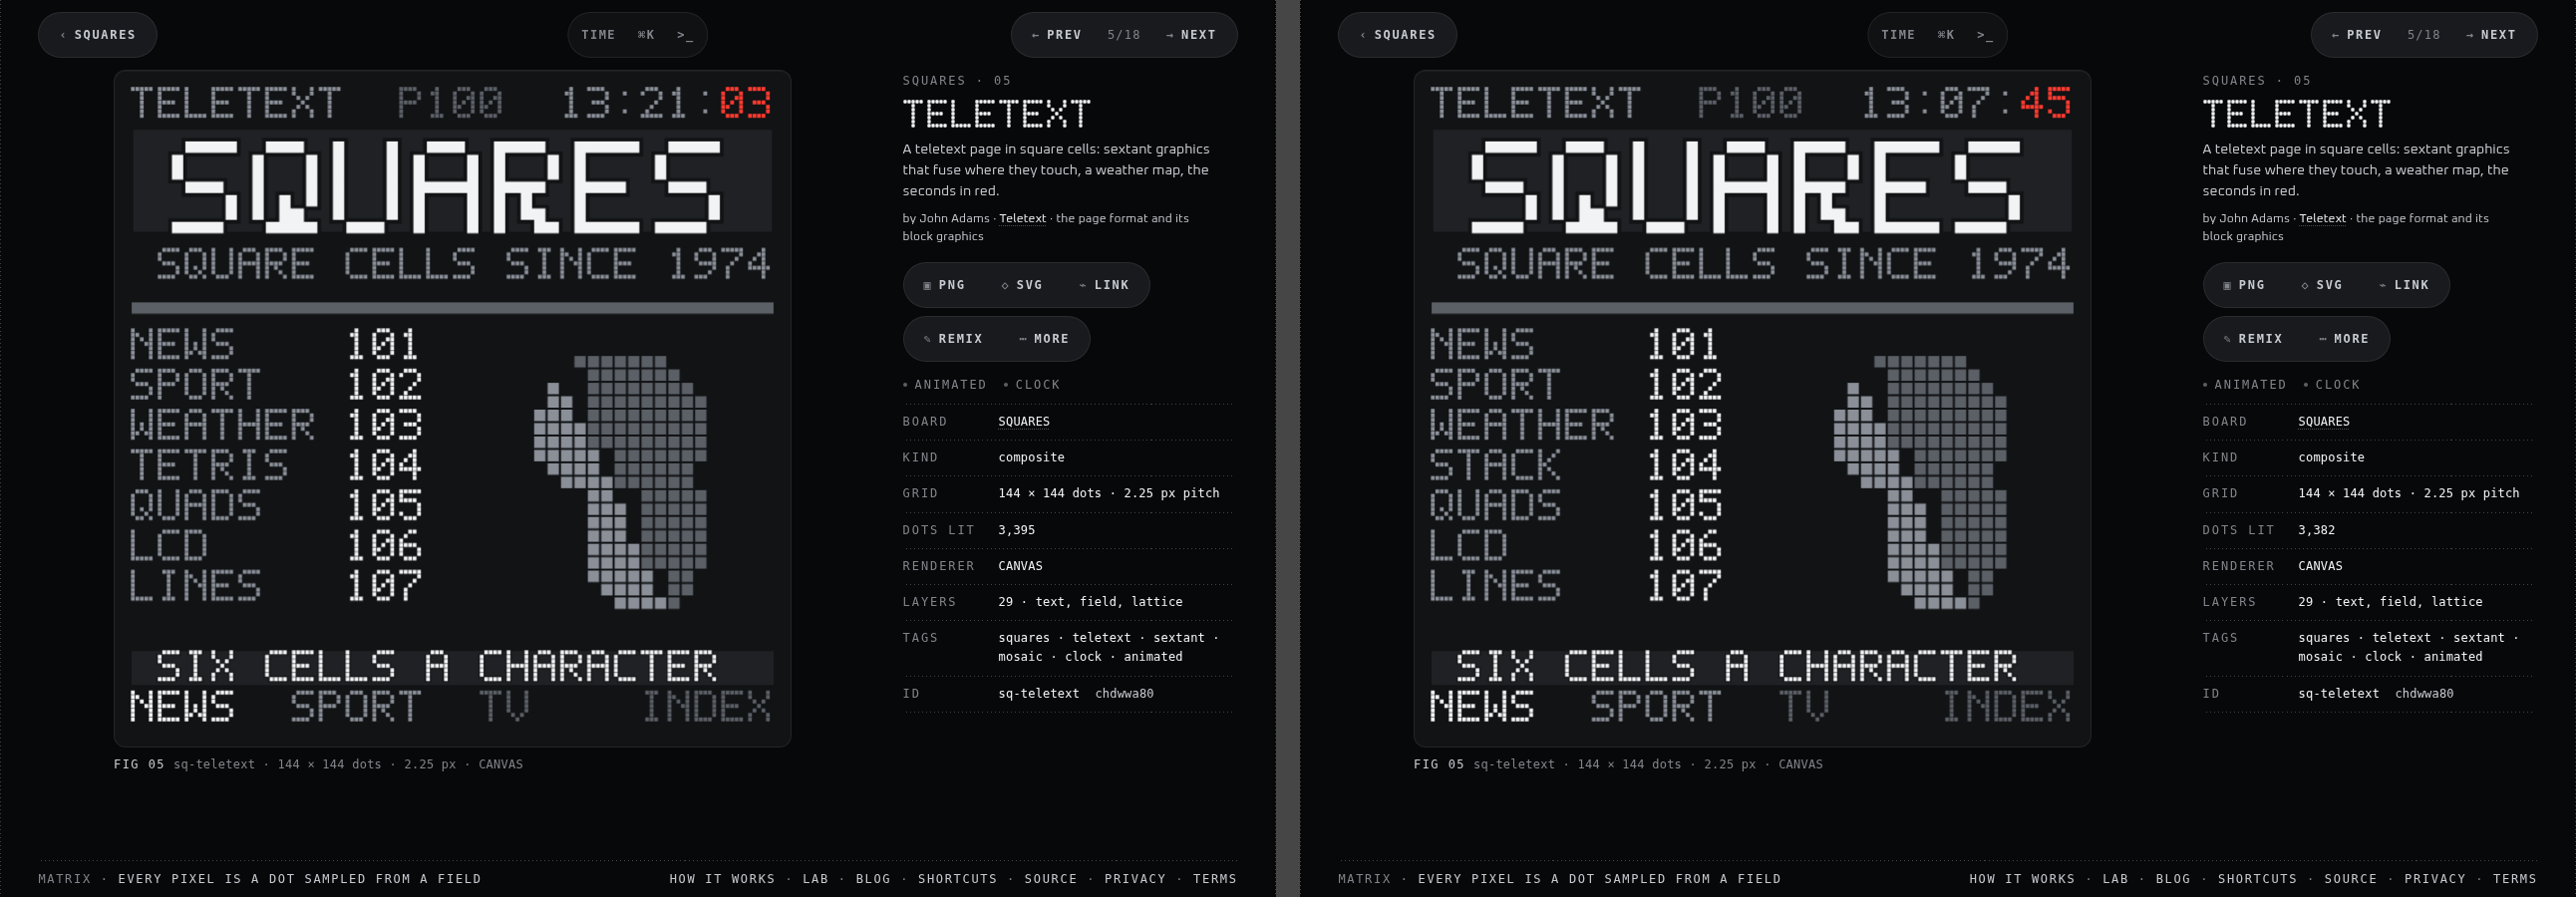 ‹ SQUARES
TIME ⌘K >_
← PREV 5/18 → NEXT
TELETEXT P100 13:21:03
SQUARES
SQUARE CELLS SINCE 1974
NEWS 101
SPORT 102
WEATHER 103
TETRIS 104
QUADS 105
LCD 106
LINES 107
SIX CELLS A CHARACTER
NEWS SPORT TV INDEX
FIG 05 sq-teletext · 144 × 144 dots · 2.25 px · CANVAS
SQUARES · 05
TELETEXT
A teletext page in square cells: sextant graphics
that fuse where they touch, a weather map, the
seconds in red.
by John Adams · Teletext · the page format and its
block graphics
▣ PNG ◇ SVG ⌁ LINK
✎ REMIX ⋯ MORE
• ANIMATED • CLOCK
BOARD SQUARES
KIND composite
GRID 144 × 144 dots · 2.25 px pitch
DOTS LIT 3,395
RENDERER CANVAS
LAYERS 29 · text, field, lattice
TAGS squares · teletext · sextant ·
mosaic · clock · animated
ID sq-teletext chdwwa80
MATRIX · EVERY PIXEL IS A DOT SAMPLED FROM A FIELD
HOW IT WORKS · LAB · BLOG · SHORTCUTS · SOURCE · PRIVACY · TERMS
‹ SQUARES
TIME ⌘K >_
← PREV 5/18 → NEXT
TELETEXT P100 13:07:45
SQUARES
SQUARE CELLS SINCE 1974
NEWS 101
SPORT 102
WEATHER 103
STACK 104
QUADS 105
LCD 106
LINES 107
SIX CELLS A CHARACTER
NEWS SPORT TV INDEX
FIG 05 sq-teletext · 144 × 144 dots · 2.25 px · CANVAS
SQUARES · 05
TELETEXT
A teletext page in square cells: sextant graphics
that fuse where they touch, a weather map, the
seconds in red.
by John Adams · Teletext · the page format and its
block graphics
▣ PNG ◇ SVG ⌁ LINK
✎ REMIX ⋯ MORE
• ANIMATED • CLOCK
BOARD SQUARES
KIND composite
GRID 144 × 144 dots · 2.25 px pitch
DOTS LIT 3,382
RENDERER CANVAS
LAYERS 29 · text, field, lattice
TAGS squares · teletext · sextant ·
mosaic · clock · animated
ID sq-teletext chdwwa80
MATRIX · EVERY PIXEL IS A DOT SAMPLED FROM A FIELD
HOW IT WORKS · LAB · BLOG · SHORTCUTS · SOURCE · PRIVACY · TERMS